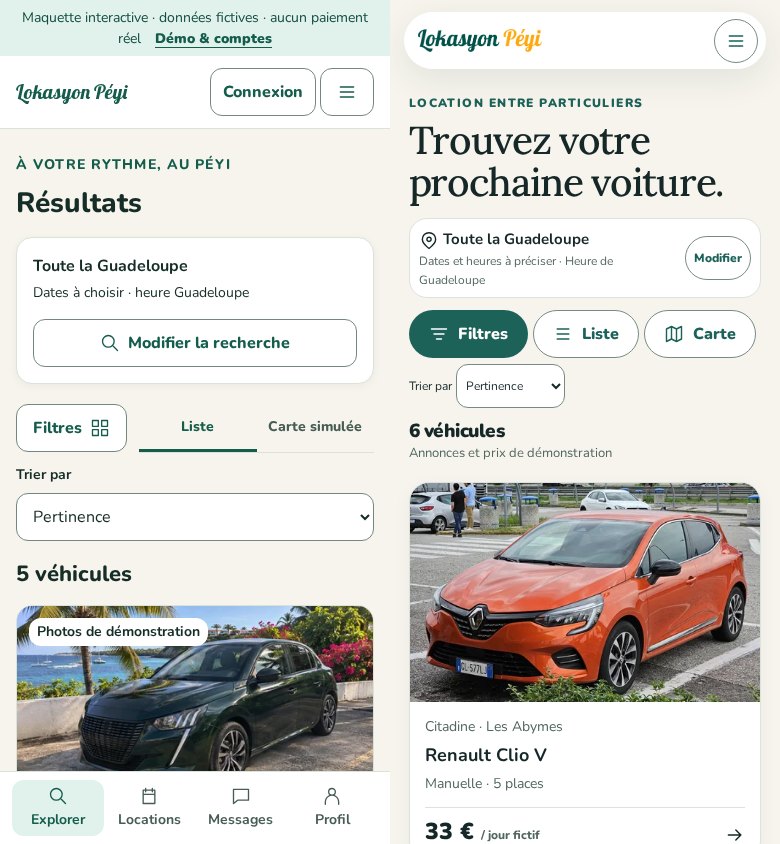 Maquette interactive · données fictives · aucun paiement
réel Démo & comptes
Lokasyon Péyi
Connexion
À VOTRE RYTHME, AU PÉYI
Résultats
Toute la Guadeloupe
Dates à choisir · heure Guadeloupe
Modifier la recherche
Filtres
Liste
Carte simulée
Trier par
Pertinence
5 véhicules
Photos de démonstration
Explorer
Locations
Messages
Profil
Lokasyon Péyi
LOCATION ENTRE PARTICULIERS
Trouvez votre
prochaine voiture.
Toute la Guadeloupe
Dates et heures à préciser · Heure de
Guadeloupe
Modifier
Filtres
Liste
Carte
Trier par
Pertinence
6 véhicules
Annonces et prix de démonstration
GL·577LJ
Citadine · Les Abymes
Renault Clio V
Manuelle · 5 places
33 € / jour fictif